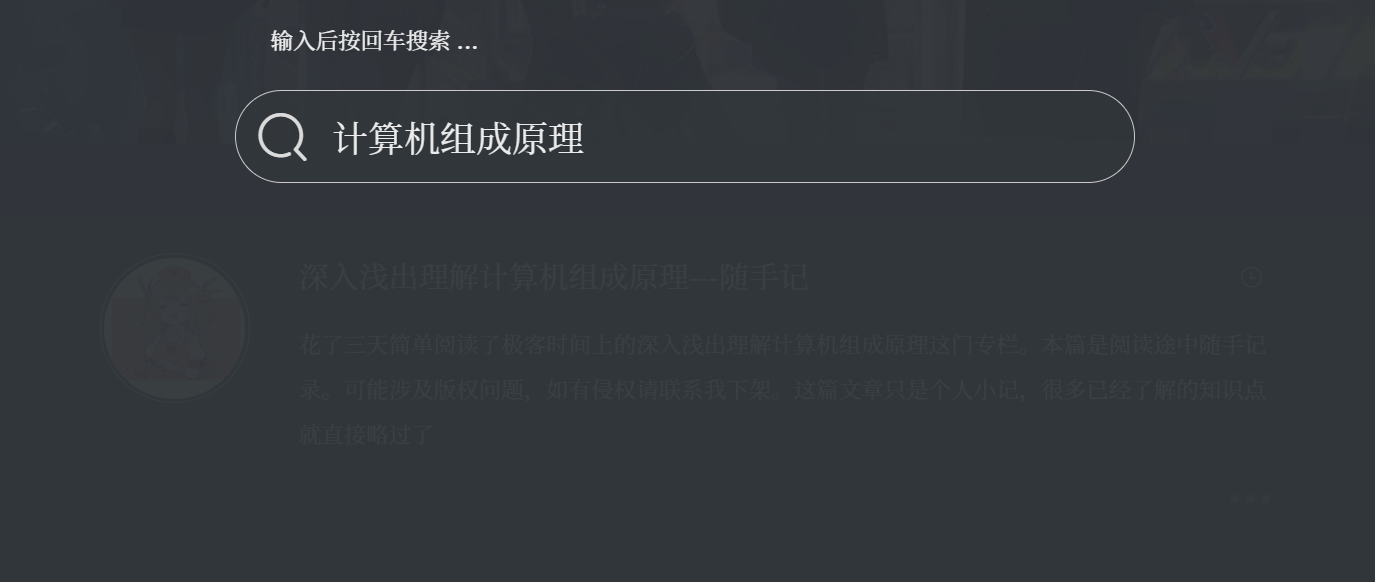 输入后按回车搜索 ...
计算机组成原理
深入浅出理解计算机组成原理—随手记
花了三天简单阅读了极客时间上的深入浅出理解计算机组成原理这门专栏。本篇是阅读途中随手记
录。可能涉及版权问题，如有侵权请联系我下架。这篇文章只是个人小记，很多已经了解的知识点
就直接略过了